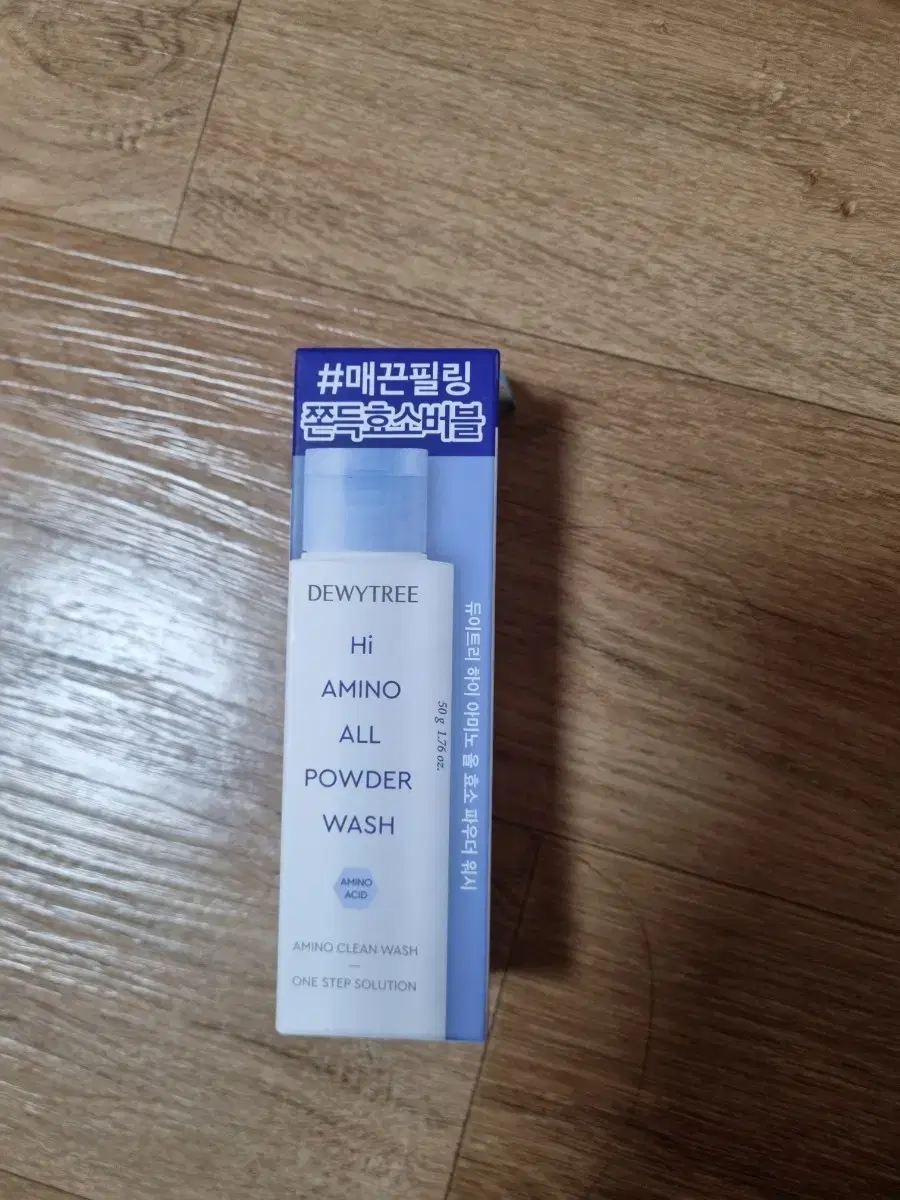 #매끈필링
쫀득효소버블
DEWYTREE
Hi
AMINO
ALL
POWDER
WASH
AMINO
ACID
AMINO CLEAN WASH
ONE STEP SOLUTION
50 g 1.76 oz.
듀이트리 하이 아미노 올 효소 파우더 워시